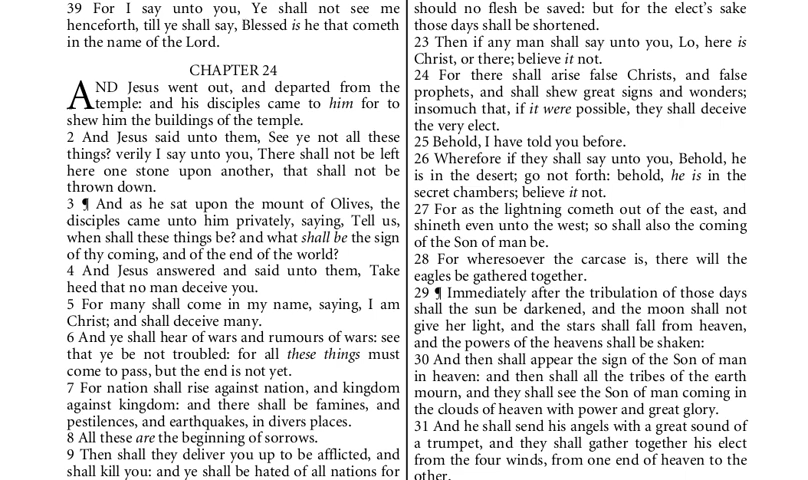 39 For I say unto you, Ye shall not see me
henceforth, till ye shall say, Blessed is he that cometh
in the name of the Lord.
CHAPTER 24
AND Jesus went out, and departed from the
temple: and his disciples came to him for to
shew him the buildings of the temple.
2 And Jesus said unto them, See ye not all these
things? verily I say unto you, There shall not be left
here one stone upon another, that shall not be
thrown down.
3 ¶ And as he sat upon the mount of Olives, the
disciples came unto him privately, saying, Tell us,
when shall these things be? and what shall be the sign
of thy coming, and of the end of the world?
4 And Jesus answered and said unto them, Take
heed that no man deceive you.
5 For many shall come in my name, saying, I am
Christ; and shall deceive many.
6 And ye shall hear of wars and rumours of wars: see
that ye be not troubled: for all these things must
come to pass, but the end is not yet.
7 For nation shall rise against nation, and kingdom
against kingdom: and there shall be famines, and
pestilences, and earthquakes, in divers places.
8 All these are the beginning of sorrows.
9 Then shall they deliver you up to be afflicted, and
shall kill you: and ye shall be hated of all nations for
should no flesh be saved: but for the elect's sake
those days shall be shortened.
23 Then if any man shall say unto you, Lo, here is
Christ, or there; believe it not.
24 For there shall arise false Christs, and false
prophets, and shall shew great signs and wonders;
insomuch that, if it were possible, they shall deceive
the very elect.
25 Behold, I have told you before.
26 Wherefore if they shall say unto you, Behold, he
is in the desert; go not forth: behold, he is in the
secret chambers; believe it not.
27 For as the lightning cometh out of the east, and
shineth even unto the west; so shall also the coming
of the Son of man be.
28 For wheresoever the carcase is, there will the
eagles be gathered together.
29 ¶ Immediately after the tribulation of those days
shall the sun be darkened, and the moon shall not
give her light, and the stars shall fall from heaven,
and the powers of the heavens shall be shaken:
30 And then shall appear the sign of the Son of man
in heaven: and then shall all the tribes of the earth
mourn, and they shall see the Son of man coming in
the clouds of heaven with power and great glory.
31 And he shall send his angels with a great sound of
a trumpet, and they shall gather together his elect
from the four winds, from one end of heaven to the
other.